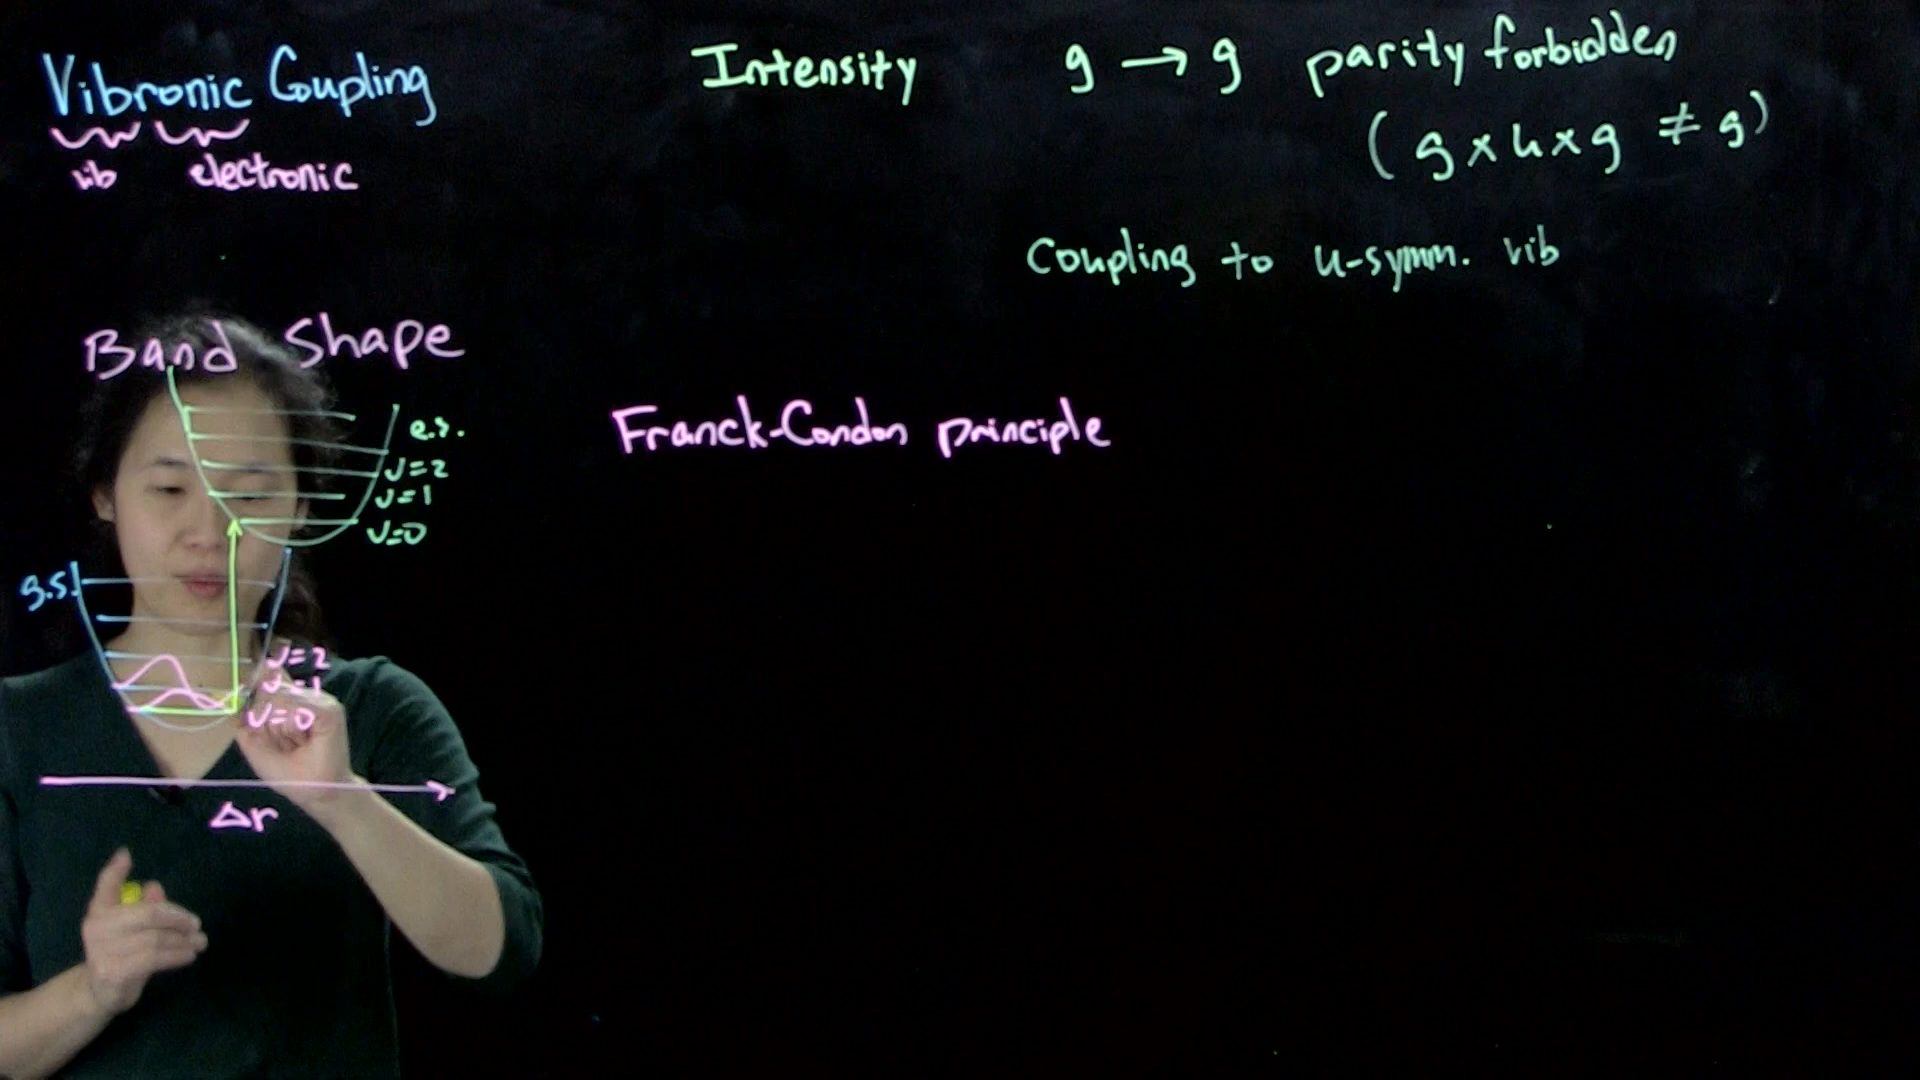 Vibronic Coupling
vib electronic
Intensity g → g parity forbidden
(g x u x g ≠ g)
Coupling to u-symm. vib
Band Shape
Franck-Condon principle
e.s.
v=2
v=1
v=0
g.s.
v=2
v=1
v=0
Δr